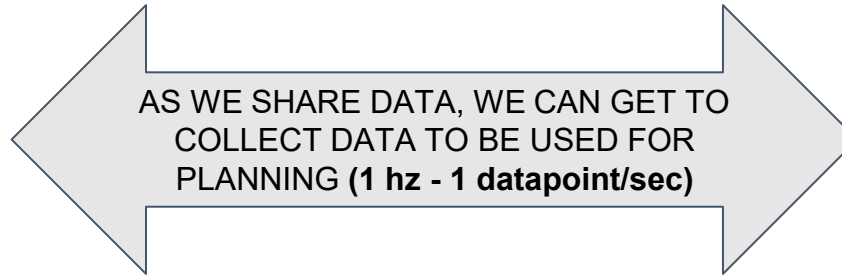 AS WE SHARE DATA, WE CAN GET TO
COLLECT DATA TO BE USED FOR
PLANNING (1 hz - 1 datapoint/sec)